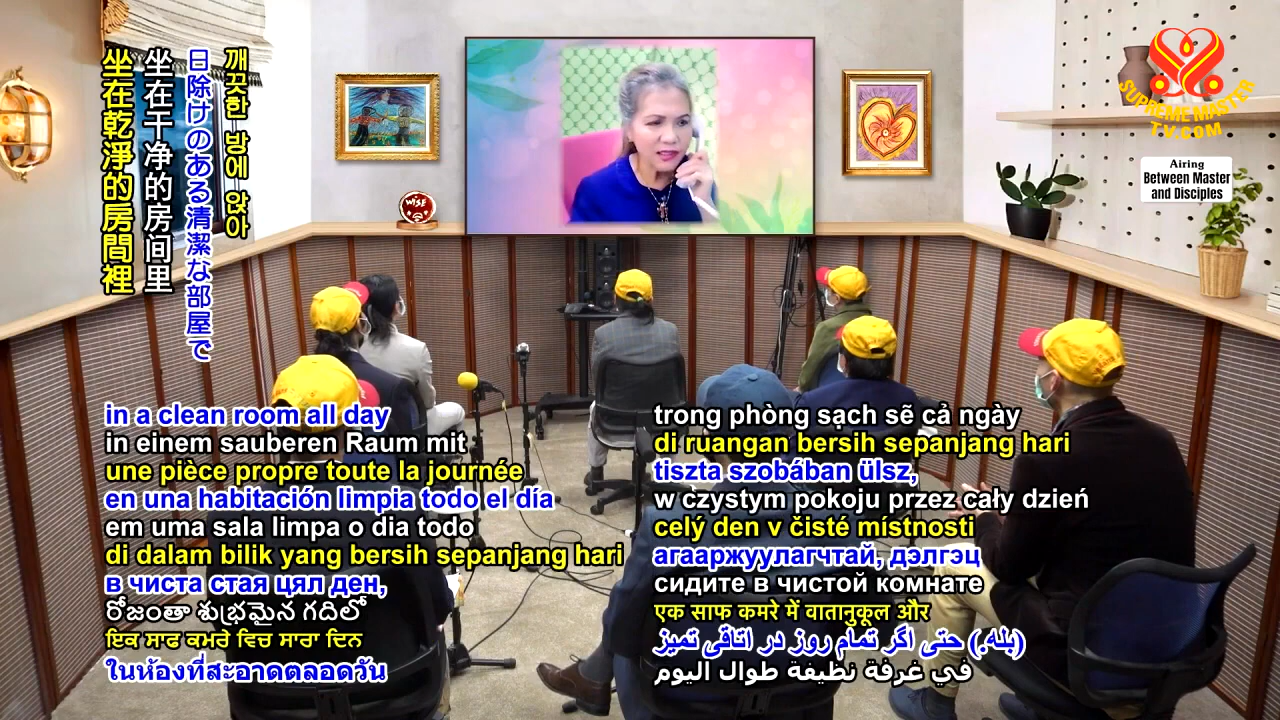 깨끗한 방에 앉아
日除けのある清潔な部屋で
坐在干净的房间里
坐在乾淨的房間裡
SUPREME MASTER
TV.COM
Airing
Between Master
and Disciples
WISE
in a clean room all day
in einem sauberen Raum mit
une pièce propre toute la journée
en una habitación limpia todo el día
em uma sala limpa o dia todo
di dalam bilik yang bersih sepanjang hari
в чиста стая цял ден,
రోజంతా శుభ్రమైన గదిలో
ਇਕ ਸਾਫ ਕਮਰੇ ਵਿਚ ਸਾਰਾ ਦਿਨ
ในห้องที่สะอาดตลอดวัน
trong phòng sạch sẽ cả ngày
di ruangan bersih sepanjang hari
tiszta szobában ülsz,
w czystym pokoju przez cały dzień
celý den v čisté místnosti
агааржуулагчтай, дэлгэц
сидите в чистой комнате
एक साफ कमरे में वातानुकूल और
(بله.) حتی اگر تمام روز در اتاقی تمیز
في غرفة نظيفة طوال اليوم